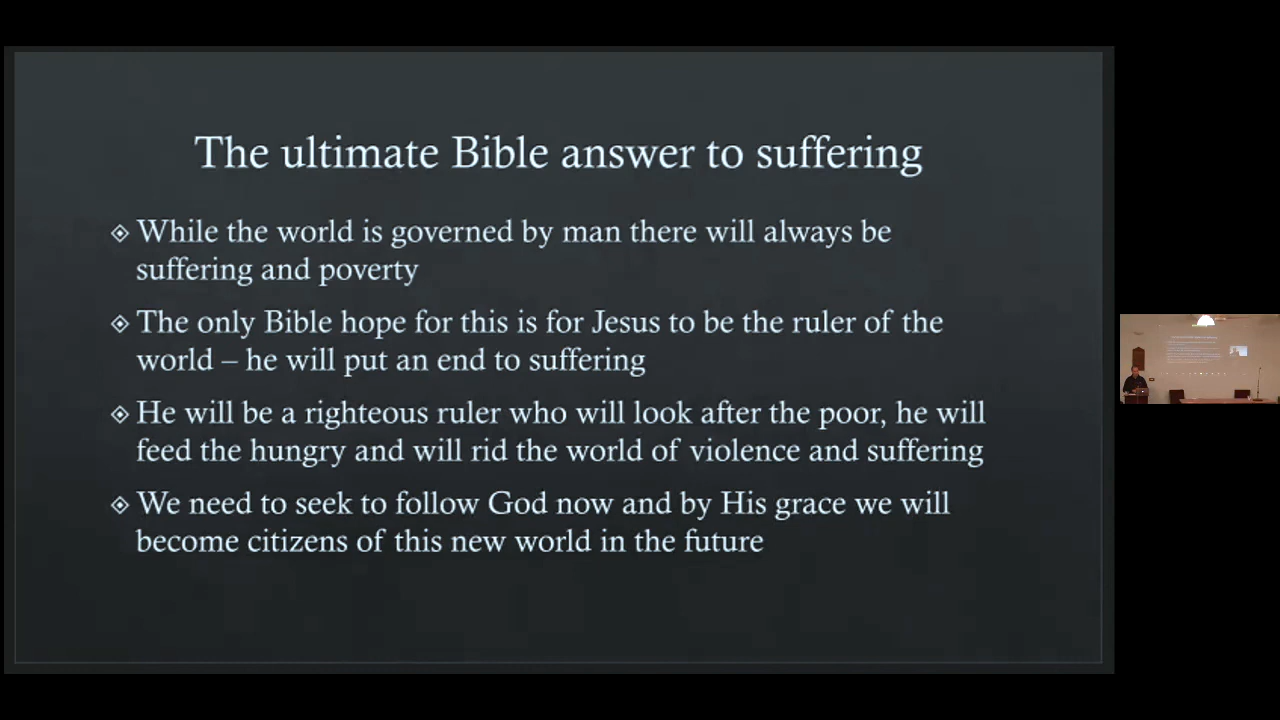 The ultimate Bible answer to suffering
While the world is governed by man there will always be
suffering and poverty
The only Bible hope for this is for Jesus to be the ruler of the
world – he will put an end to suffering
He will be a righteous ruler who will look after the poor, he will
feed the hungry and will rid the world of violence and suffering
We need to seek to follow God now and by His grace we will
become citizens of this new world in the future